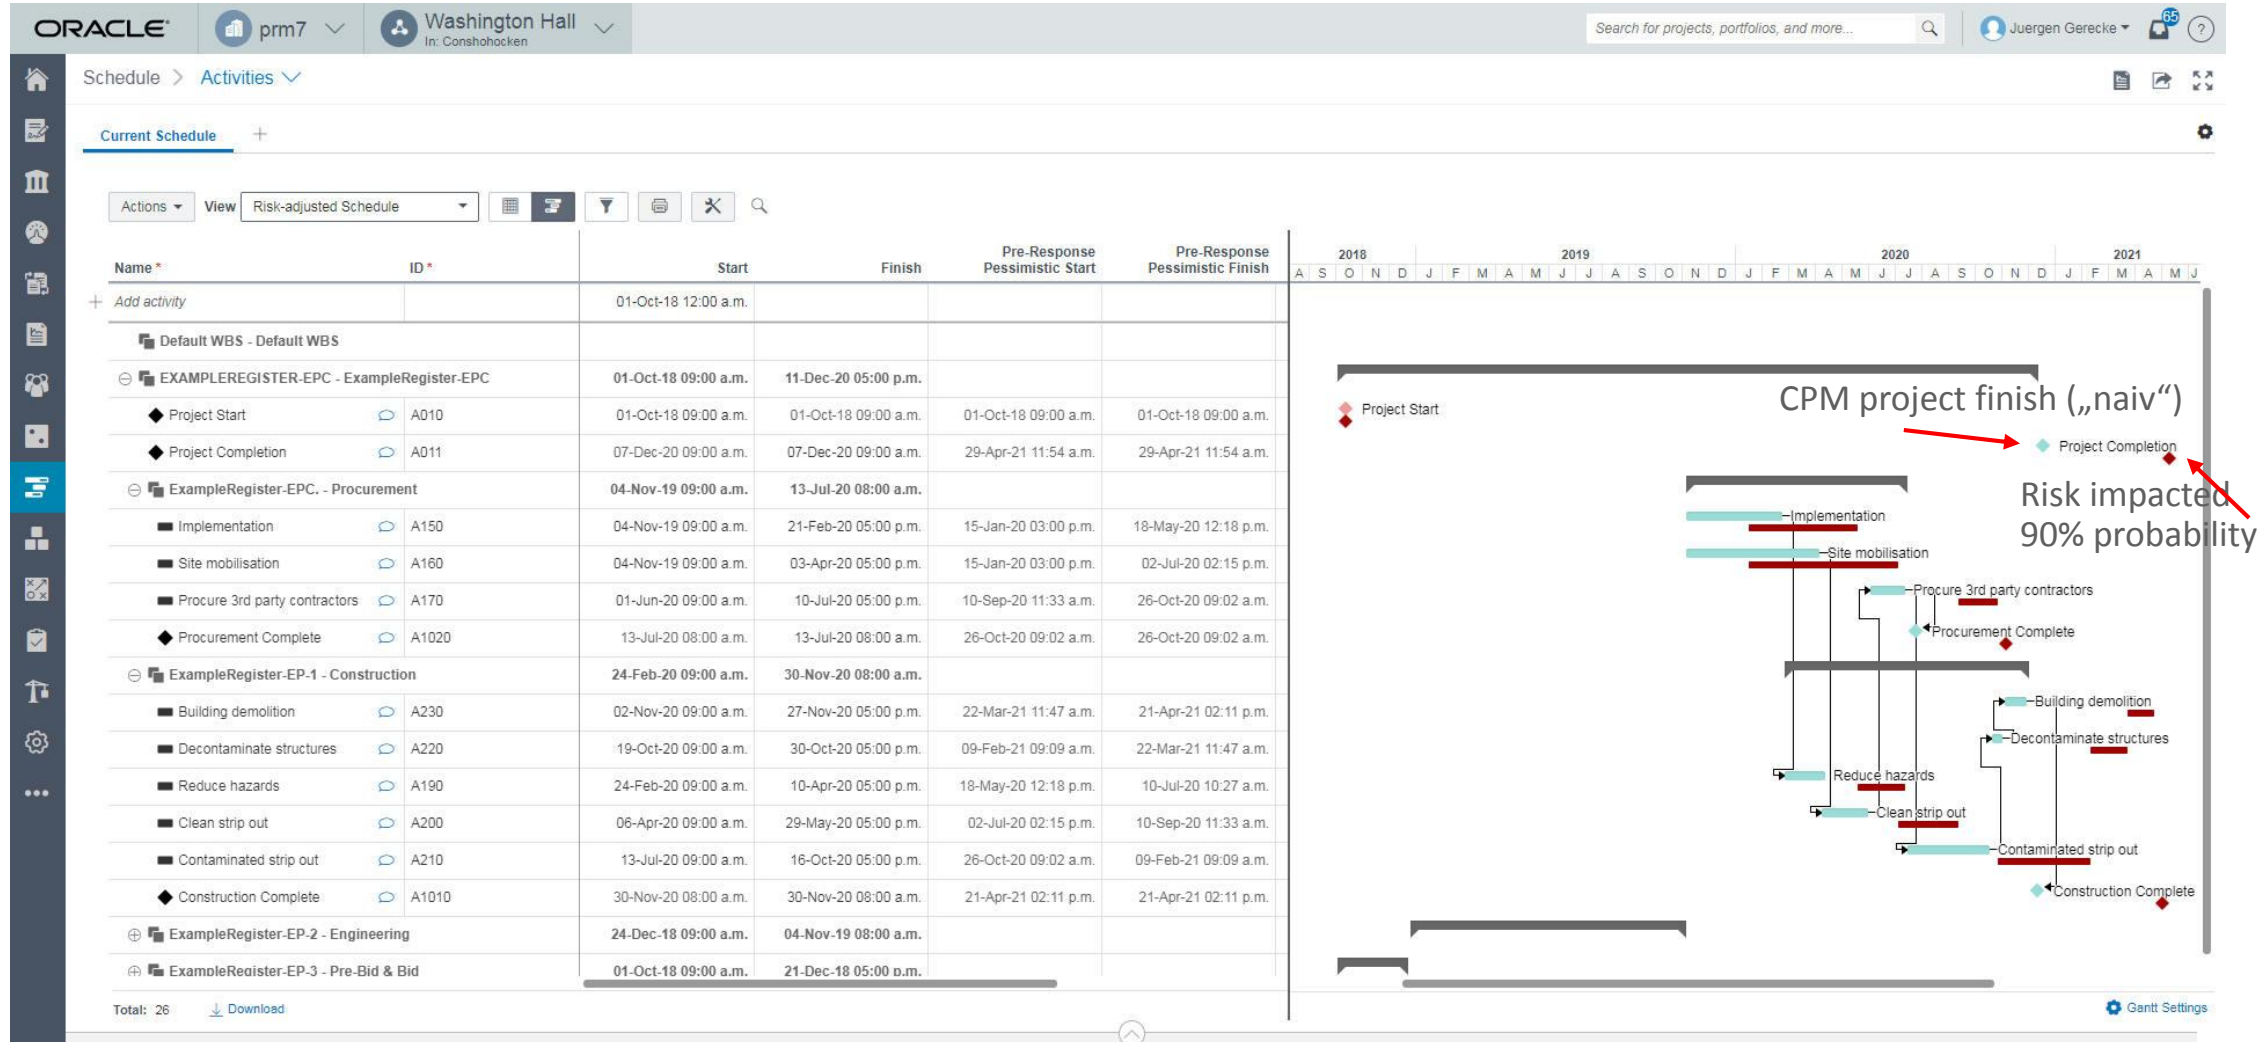 ORACLE® prm7 Washington Hall Search for projects, portfolios, and more... Juergen Gerecke 65 ?
In: Conshohocken
Schedule > Activities
Current Schedule +
Actions View Risk-adjusted Schedule
Name * ID * Start Finish Pre-Response Pessimistic Start Pre-Response Pessimistic Finish
2018 2019 2020 2021
A S O N D J F M A M J J A S O N D J F M A M J J A S O N D J F M A M J
+ Add activity 01-Oct-18 12:00 a.m.
Default WBS - Default WBS
EXAMPLEREGISTER-EPC - ExampleRegister-EPC 01-Oct-18 09:00 a.m. 11-Dec-20 05:00 p.m.
Project Start A010 01-Oct-18 09:00 a.m. 01-Oct-18 09:00 a.m. 01-Oct-18 09:00 a.m. 01-Oct-18 09:00 a.m. Project Start
CPM project finish („naiv“)
Project Completion A011 07-Dec-20 09:00 a.m. 07-Dec-20 09:00 a.m. 29-Apr-21 11:54 a.m. 29-Apr-21 11:54 a.m. Project Completion
ExampleRegister-EPC. - Procurement 04-Nov-19 09:00 a.m. 13-Jul-20 08:00 a.m.
Risk impacted
90% probability
Implementation A150 04-Nov-19 09:00 a.m. 21-Feb-20 05:00 p.m. 15-Jan-20 03:00 p.m. 18-May-20 12:18 p.m. Implementation
Site mobilisation A160 04-Nov-19 09:00 a.m. 03-Apr-20 05:00 p.m. 15-Jan-20 03:00 p.m. 02-Jul-20 02:15 p.m. Site mobilisation
Procure 3rd party contractors A170 01-Jun-20 09:00 a.m. 10-Jul-20 05:00 p.m. 10-Sep-20 11:33 a.m. 26-Oct-20 09:02 a.m. Procure 3rd party contractors
Procurement Complete A1020 13-Jul-20 08:00 a.m. 13-Jul-20 08:00 a.m. 26-Oct-20 09:02 a.m. 26-Oct-20 09:02 a.m. Procurement Complete
ExampleRegister-EP-1 - Construction 24-Feb-20 09:00 a.m. 30-Nov-20 08:00 a.m.
Building demolition A230 02-Nov-20 09:00 a.m. 27-Nov-20 05:00 p.m. 22-Mar-21 11:47 a.m. 21-Apr-21 02:11 p.m. Building demolition
Decontaminate structures A220 19-Oct-20 09:00 a.m. 30-Oct-20 05:00 p.m. 09-Feb-21 09:09 a.m. 22-Mar-21 11:47 a.m. Decontaminate structures
Reduce hazards A190 24-Feb-20 09:00 a.m. 10-Apr-20 05:00 p.m. 18-May-20 12:18 p.m. 10-Jul-20 10:27 a.m. Reduce hazards
Clean strip out A200 06-Apr-20 09:00 a.m. 29-May-20 05:00 p.m. 02-Jul-20 02:15 p.m. 10-Sep-20 11:33 a.m. Clean strip out
Contaminated strip out A210 13-Jul-20 09:00 a.m. 16-Oct-20 05:00 p.m. 26-Oct-20 09:02 a.m. 09-Feb-21 09:09 a.m. Contaminated strip out
Construction Complete A1010 30-Nov-20 08:00 a.m. 30-Nov-20 08:00 a.m. 21-Apr-21 02:11 p.m. 21-Apr-21 02:11 p.m. Construction Complete
ExampleRegister-EP-2 - Engineering 24-Dec-18 09:00 a.m. 04-Nov-19 08:00 a.m.
ExampleRegister-EP-3 - Pre-Bid & Bid 01-Oct-18 09:00 a.m. 21-Dec-18 05:00 p.m.
Total: 26 Download Gantt Settings